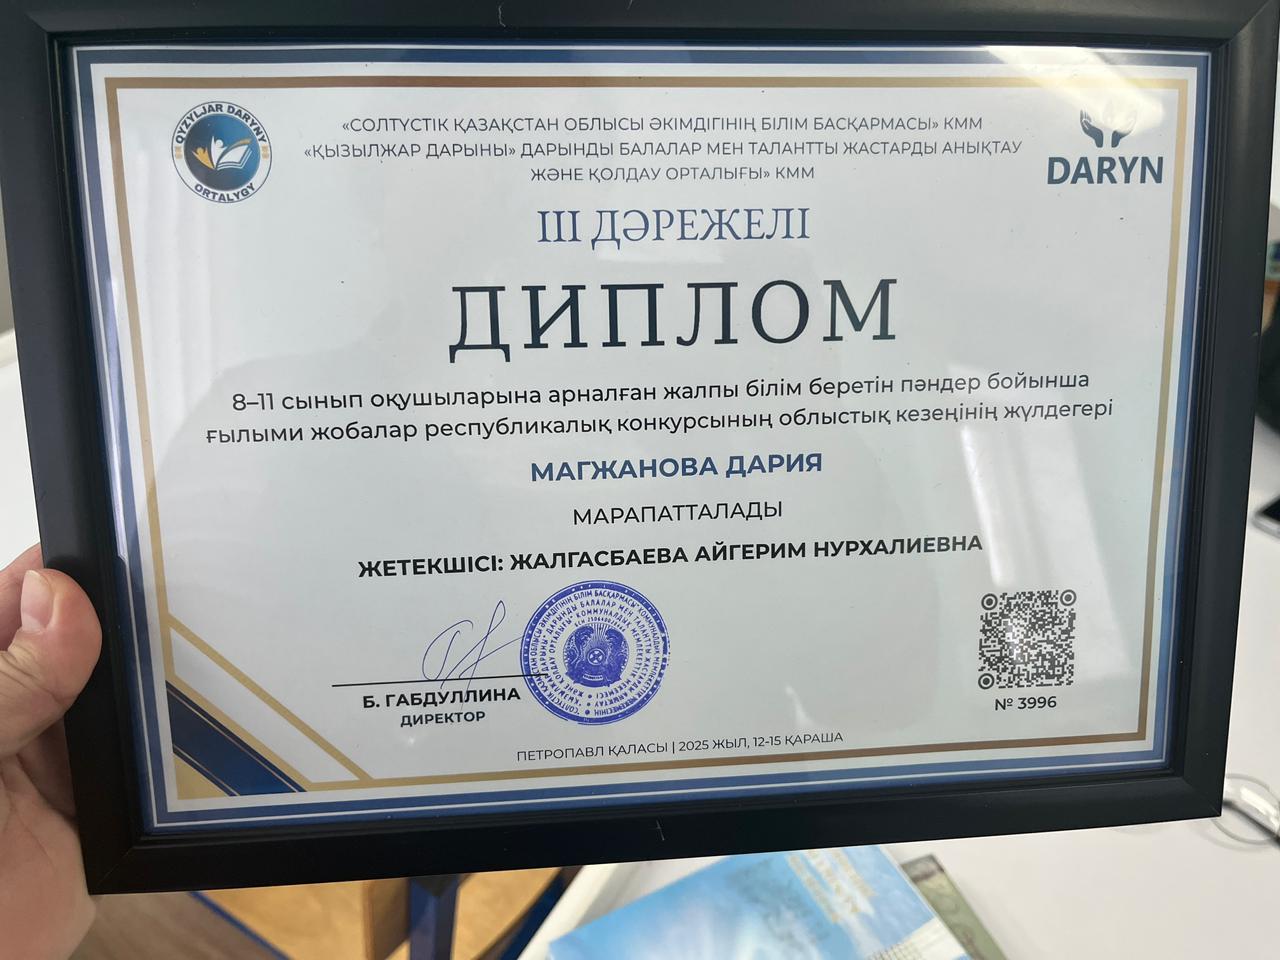 QYZYLJAR DARYNY
ORTALYGY
«СОЛТҮСТІК ҚАЗАҚСТАН ОБЛЫСЫ ӘКІМДІГІНІҢ БІЛІМ БАСҚАРМАСЫ» КММ
«ҚЫЗЫЛЖАР ДАРЫНЫ» ДАРЫНДЫ БАЛАЛАР МЕН ТАЛАНТТЫ ЖАСТАРДЫ АНЫҚТАУ
ЖӘНЕ ҚОЛДАУ ОРТАЛЫҒЫ» КММ
DARYN
III ДӘРЕЖЕЛІ
ДИПЛОМ
8–11 сынып оқушыларына арналған жалпы білім беретін пәндер бойынша
ғылыми жобалар республикалық конкурсының облыстық кезеңінің жүлдегері
МАГЖАНОВА ДАРИЯ
МАРАПАТТАЛАДЫ
ЖЕТЕКШІСІ: ЖАЛГАСБАЕВА АЙГЕРИМ НУРХАЛИЕВНА
Б. ГАБДУЛЛИНА
ДИРЕКТОР
№ 3996
ПЕТРОПАВЛ ҚАЛАСЫ | 2025 ЖЫЛ, 12-15 ҚАРАША